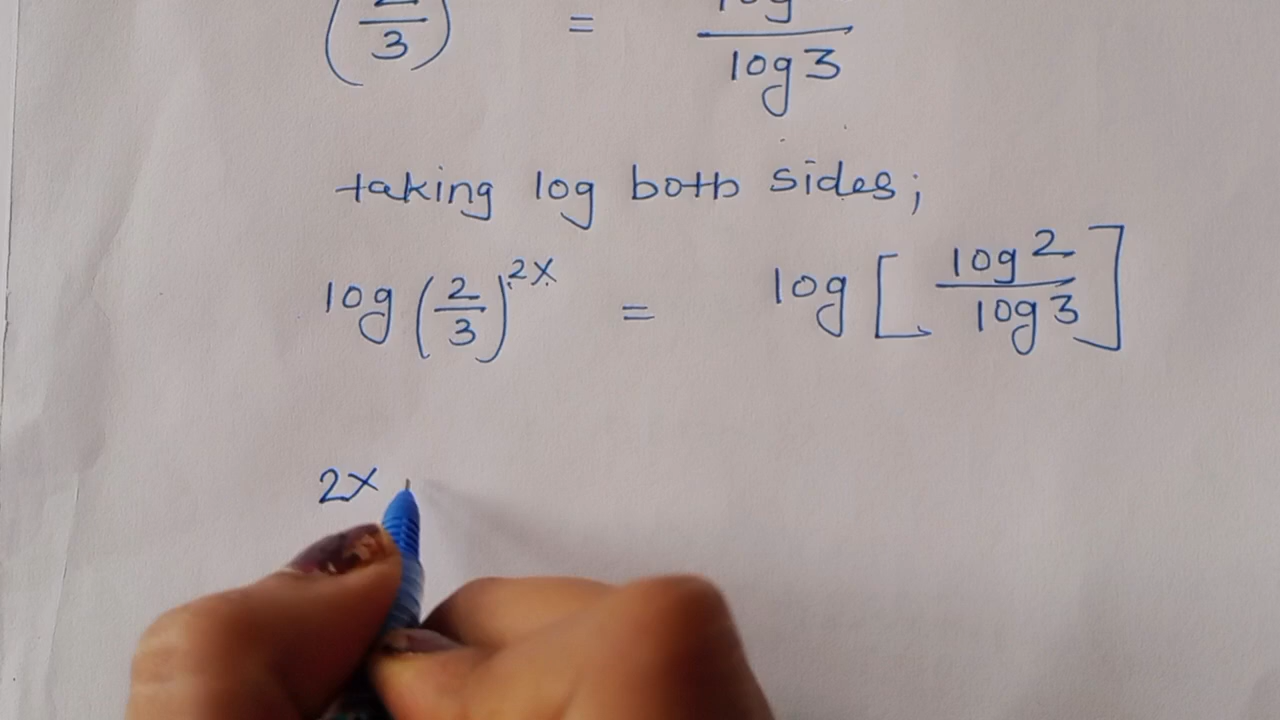 (2/3) = log / log 3
taking log both sides;
log (2/3)^2x = log [log 2 / log 3]
2x